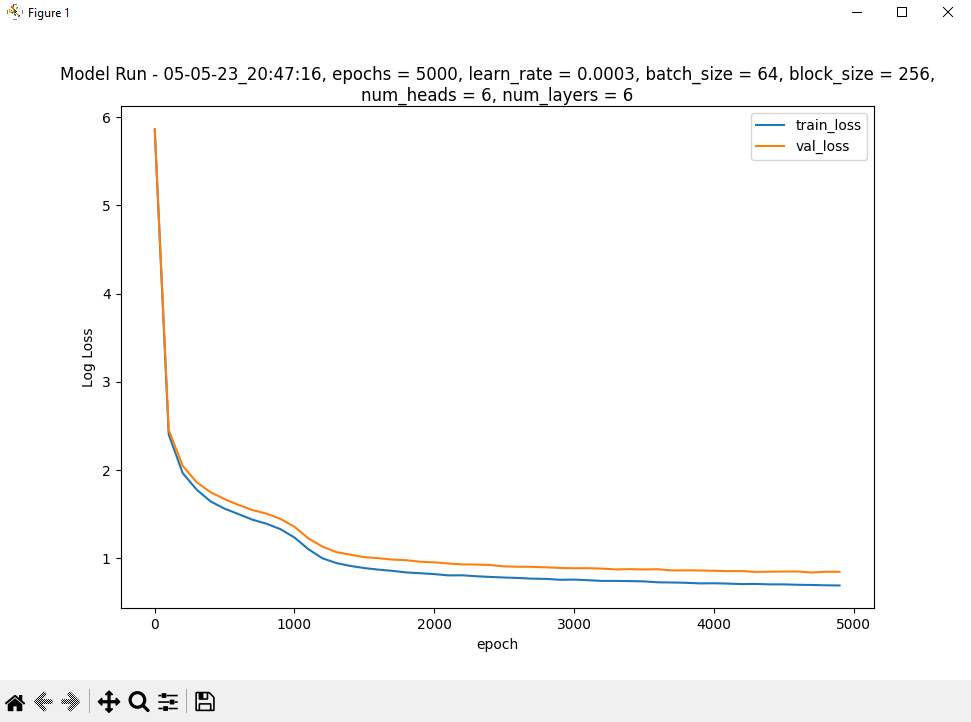 Figure 1
Model Run - 05-05-23_20:47:16, epochs = 5000, learn_rate = 0.0003, batch_size = 64, block_size = 256,
num_heads = 6, num_layers = 6
train_loss
val_loss
6
5
4
3
2
1
Log Loss
0 1000 2000 3000 4000 5000
epoch